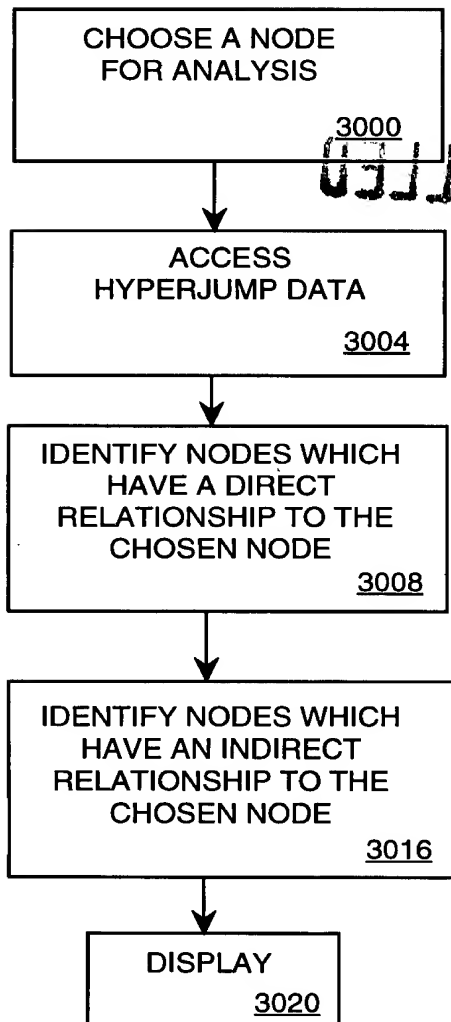 CHOOSE A NODE
FOR ANALYSIS
3000
ACCESS
HYPERJUMP DATA
3004
IDENTIFY NODES WHICH
HAVE A DIRECT
RELATIONSHIP TO THE
CHOSEN NODE
3008
IDENTIFY NODES WHICH
HAVE AN INDIRECT
RELATIONSHIP TO THE
CHOSEN NODE
3016
DISPLAY
3020